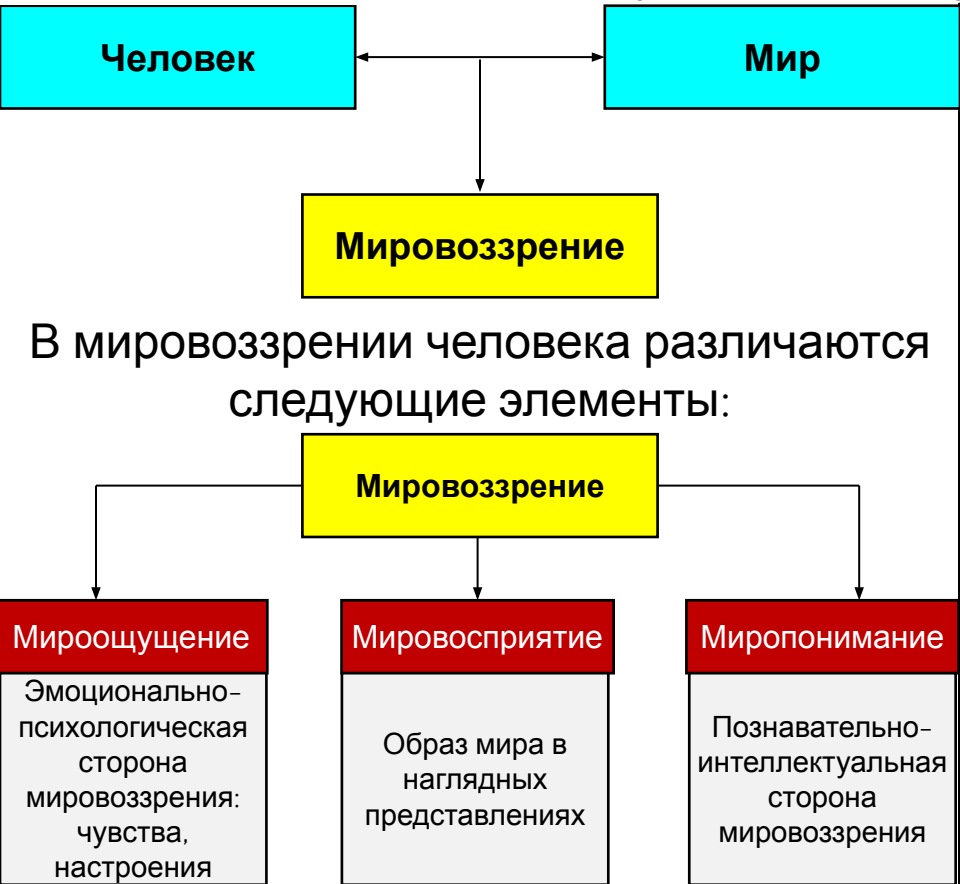 Человек
Мир
Мировоззрение
В мировоззрении человека различаются
следующие элементы:
Мировоззрение
Мироощущение
Эмоционально-
психологическая
сторона
мировоззрения:
чувства,
настроения
Мировосприятие
Образ мира в
наглядных
представлениях
Миропонимание
Познавательно-
интеллектуальная
сторона
мировоззрения